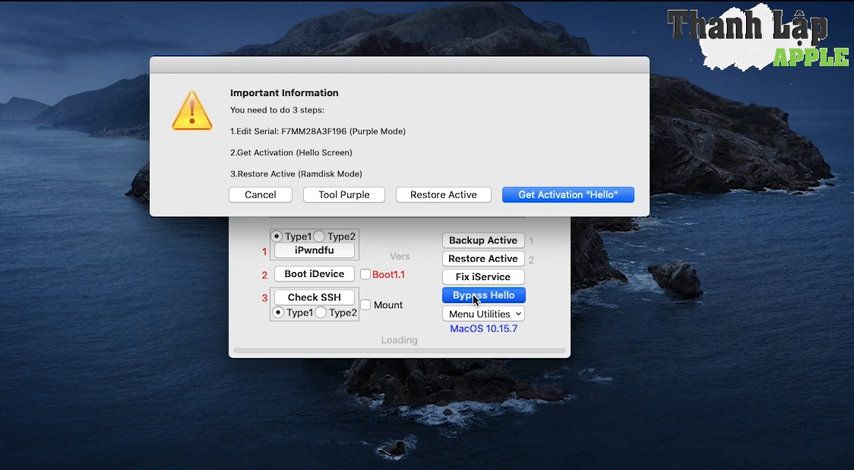 Thanh Lập
APPLE
Important Information
You need to do 3 steps:
1.Edit Serial: F7MM28A3F196 (Purple Mode)
2.Get Activation (Hello Screen)
3.Restore Active (Ramdisk Mode)
Cancel
Tool Purple
Restore Active
Get Activation "Hello"
Type1 Type2
1 iPwndfu
Vers
2 Boot iDevice Boot1.1
3 Check SSH
Type1 Type2
Mount
Backup Active 1
Restore Active 2
Fix iService
Bypass Hello
Menu Utilities
MacOS 10.15.7
Loading